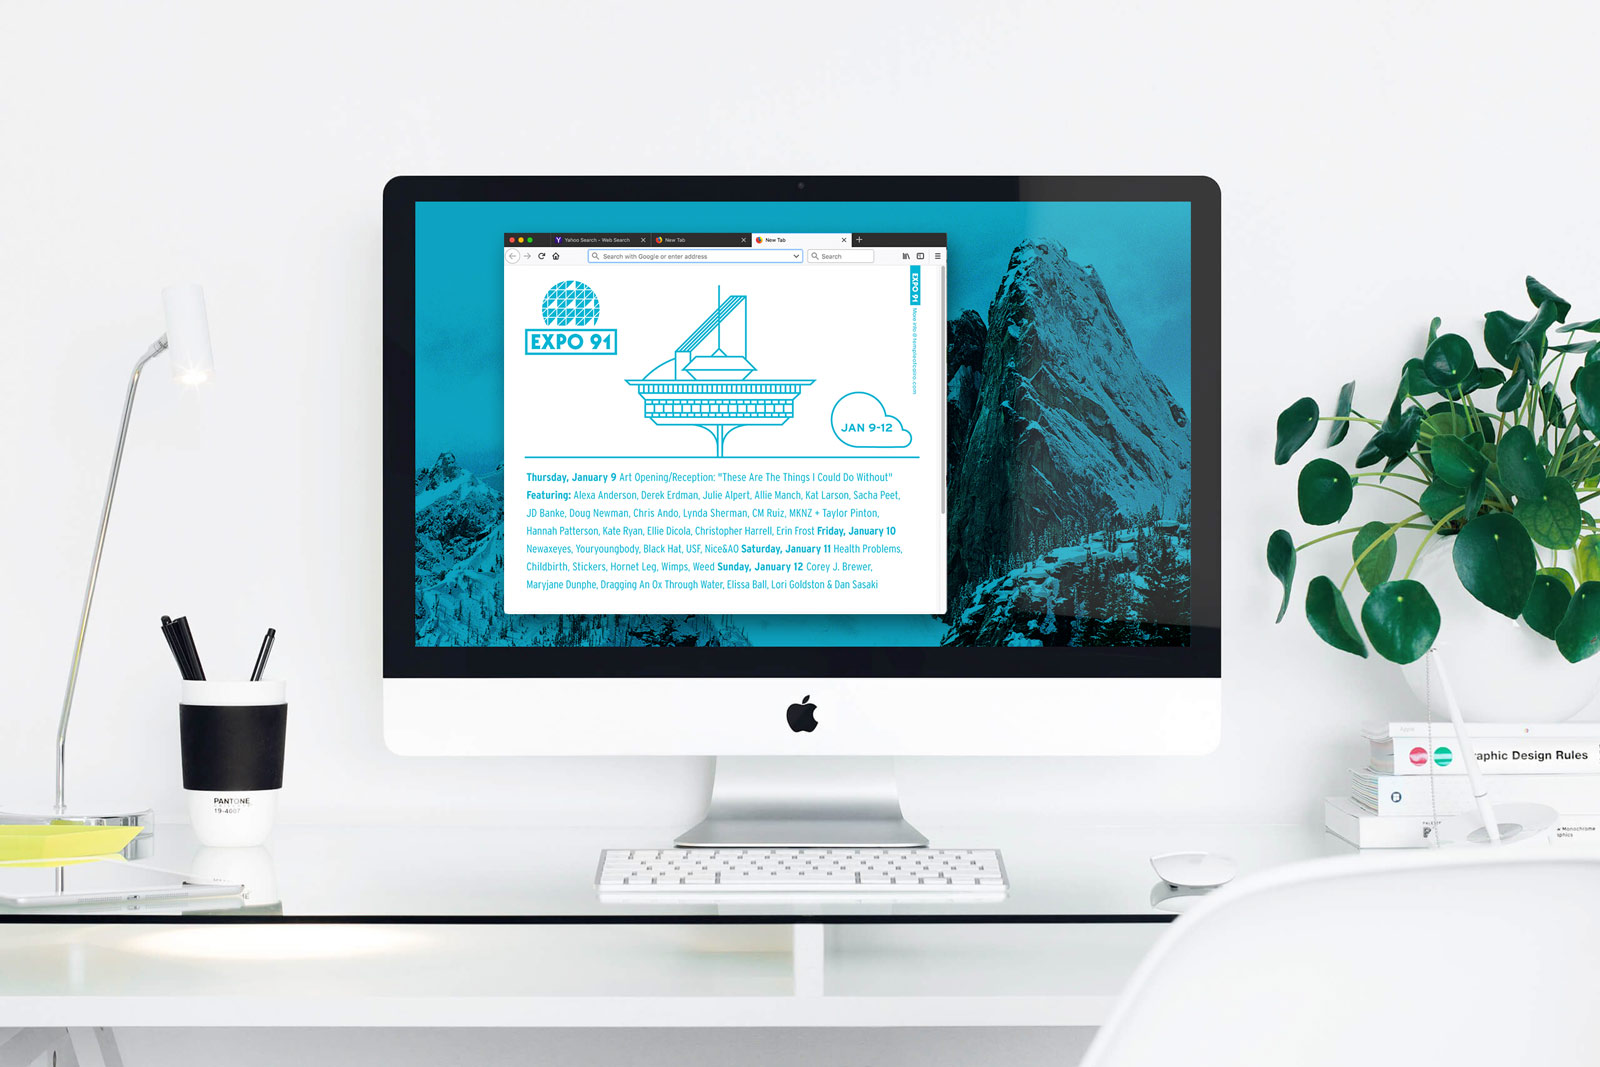 Yahoo Search - Web Search
New Tab
New Tab
Search with Google or enter address
Search
EXPO 91
EXPO 91
JAN 9-12
Thursday, January 9 Art Opening/Reception: "These Are The Things I Could Do Without"
Featuring: Alexa Anderson, Derek Erdman, Julie Alpert, Allie Manch, Kat Larson, Sacha Peet,
JD Banke, Doug Newman, Chris Ando, Lynda Sherman, CM Ruiz, MKNZ + Taylor Pinton,
Hannah Patterson, Kate Ryan, Ellie Dicola, Christopher Harrell, Erin Frost Friday, January 10
Newaxeyes, Youryoungbody, Black Hat, USF, Nice&AO Saturday, January 11 Health Problems,
Childbirth, Stickers, Hornet Leg, Wimps, Weed Sunday, January 12 Corey J. Brewer,
Maryjane Dunphe, Dragging An Ox Through Water, Elissa Ball, Lori Goldston & Dan Sasaki
PANTONE
19-4007
raphic Design Rules
Monochrome